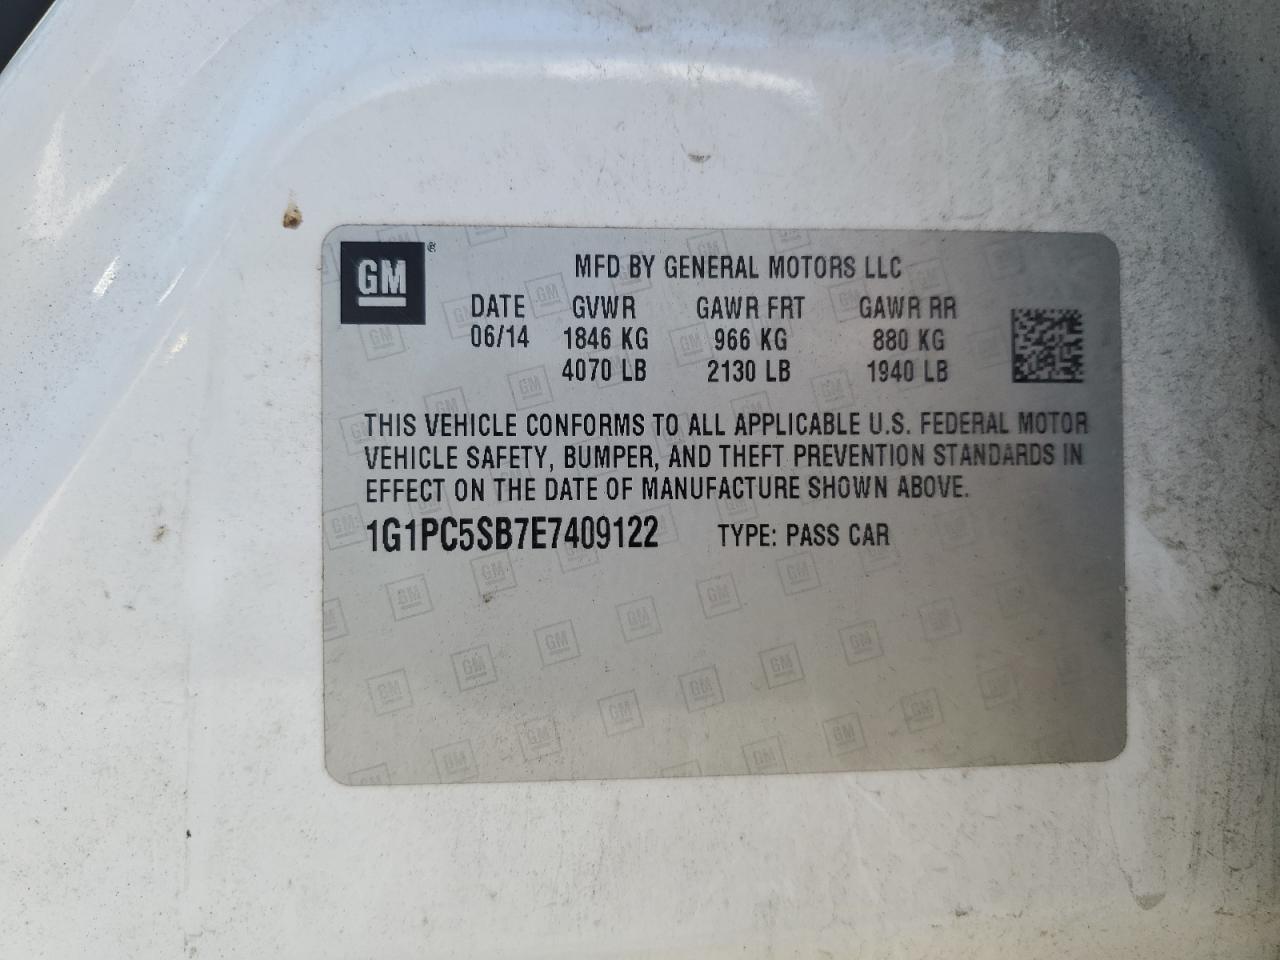 GM ®
MFD BY GENERAL MOTORS LLC
DATE GVWR GAWR FRT GAWR RR
06/14 1846 KG 966 KG 880 KG
4070 LB 2130 LB 1940 LB
THIS VEHICLE CONFORMS TO ALL APPLICABLE U.S. FEDERAL MOTOR
VEHICLE SAFETY, BUMPER, AND THEFT PREVENTION STANDARDS IN
EFFECT ON THE DATE OF MANUFACTURE SHOWN ABOVE.
1G1PC5SB7E7409122 TYPE: PASS CAR